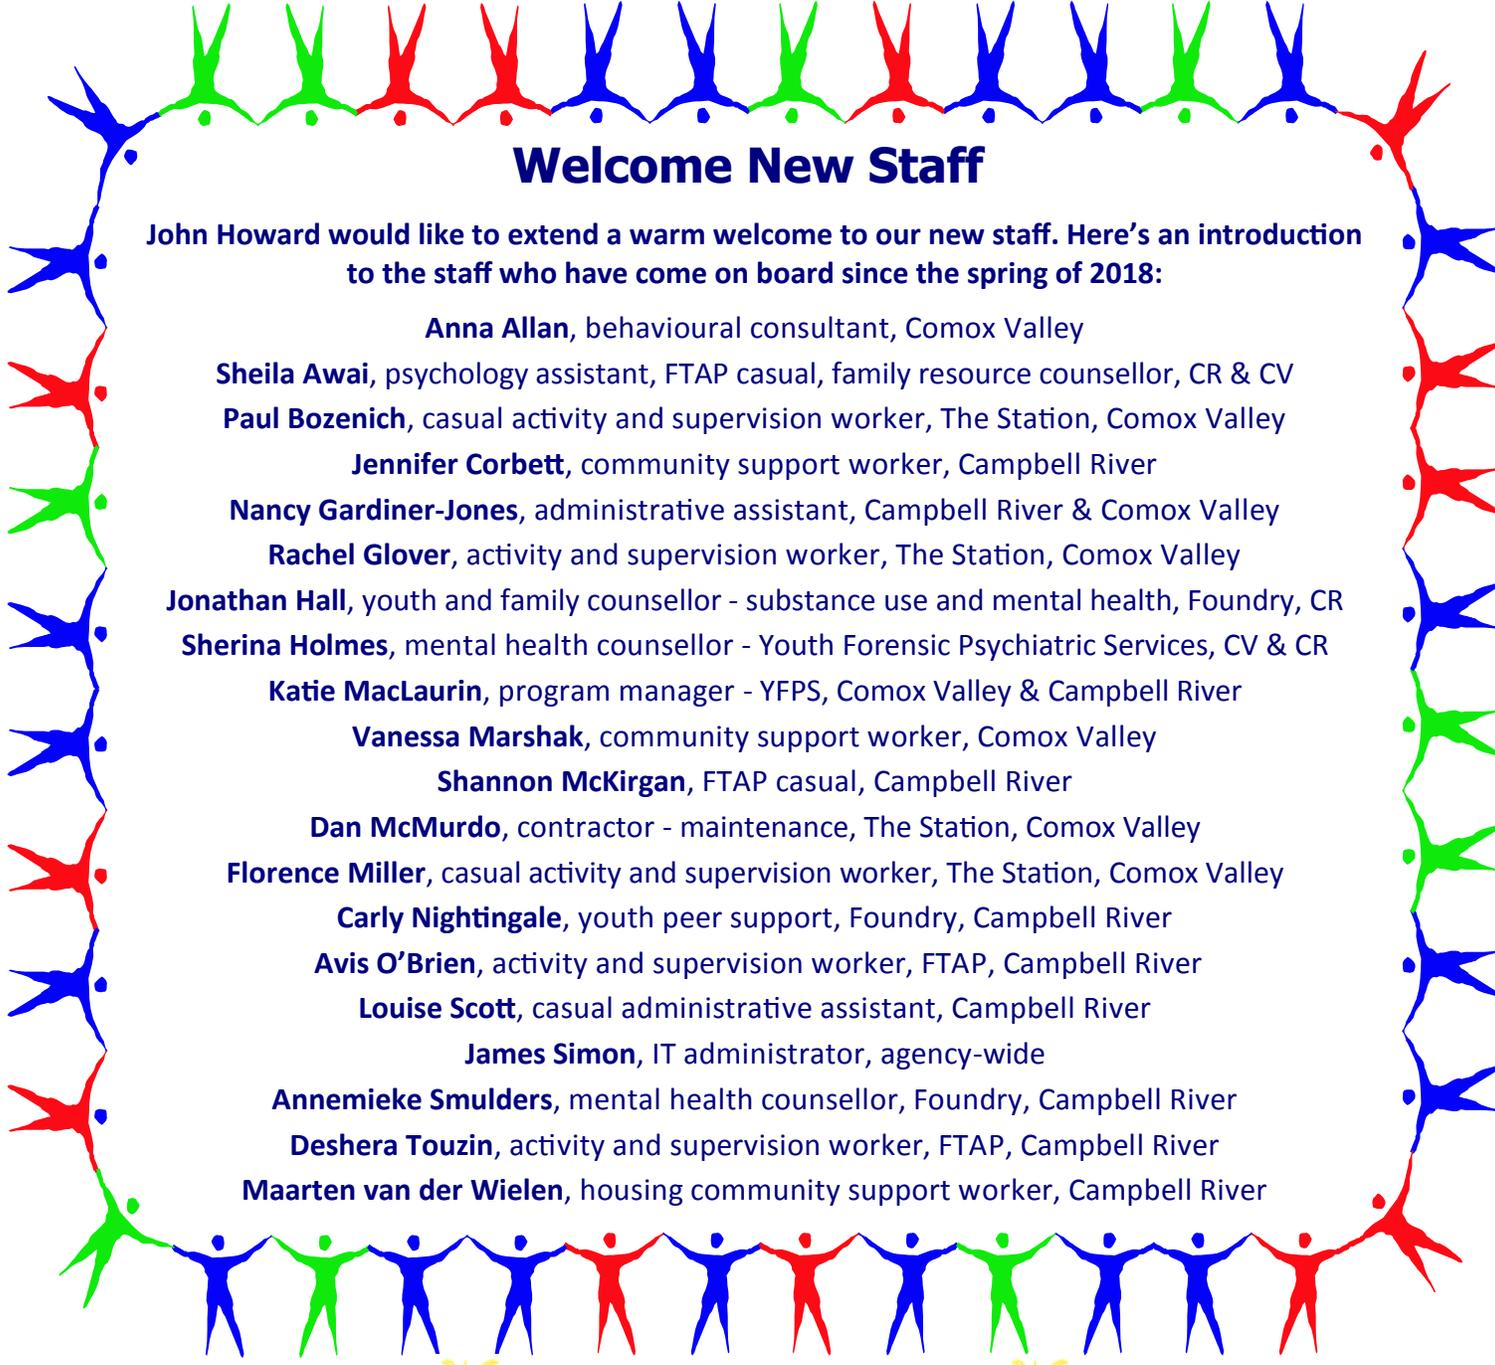 Welcome New Staff
John Howard would like to extend a warm welcome to our new staff. Here’s an introduction
to the staff who have come on board since the spring of 2018:
Anna Allan, behavioural consultant, Comox Valley
Sheila Awai, psychology assistant, FTAP casual, family resource counsellor, CR & CV
Paul Bozenich, casual activity and supervision worker, The Station, Comox Valley
Jennifer Corbett, community support worker, Campbell River
Nancy Gardiner-Jones, administrative assistant, Campbell River & Comox Valley
Rachel Glover, activity and supervision worker, The Station, Comox Valley
Jonathan Hall, youth and family counsellor - substance use and mental health, Foundry, CR
Sherina Holmes, mental health counsellor - Youth Forensic Psychiatric Services, CV & CR
Katie MacLaurin, program manager - YFPS, Comox Valley & Campbell River
Vanessa Marshak, community support worker, Comox Valley
Shannon McKirgan, FTAP casual, Campbell River
Dan McMurdo, contractor - maintenance, The Station, Comox Valley
Florence Miller, casual activity and supervision worker, The Station, Comox Valley
Carly Nightingale, youth peer support, Foundry, Campbell River
Avis O’Brien, activity and supervision worker, FTAP, Campbell River
Louise Scott, casual administrative assistant, Campbell River
James Simon, IT administrator, agency-wide
Annemieke Smulders, mental health counsellor, Foundry, Campbell River
Deshera Touzin, activity and supervision worker, FTAP, Campbell River
Maarten van der Wielen, housing community support worker, Campbell River